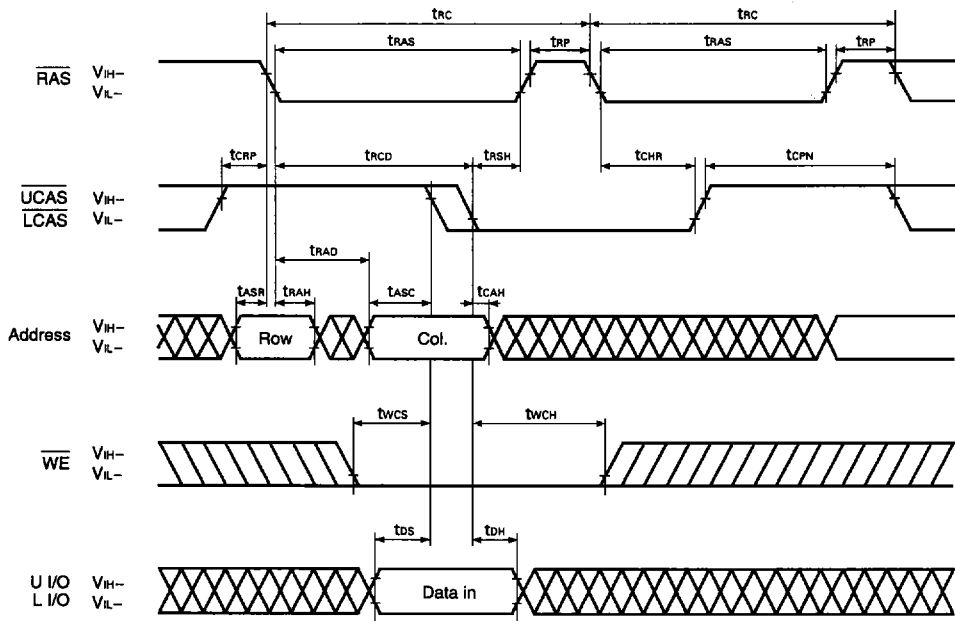 tRC tRC
tRAS tRP tRAS tRP
RAS VIH–
VIL–
tCRP tRCD tRSH tCHR tCPN
UCAS VIH–
LCAS VIL–
tRAD
tASR tRAH tASC tCAH
Address VIH–
VIL–
Row Col.
tWCS tWCH
WE VIH–
VIL–
tDS tDH
U I/O VIH–
L I/O VIL–
Data in